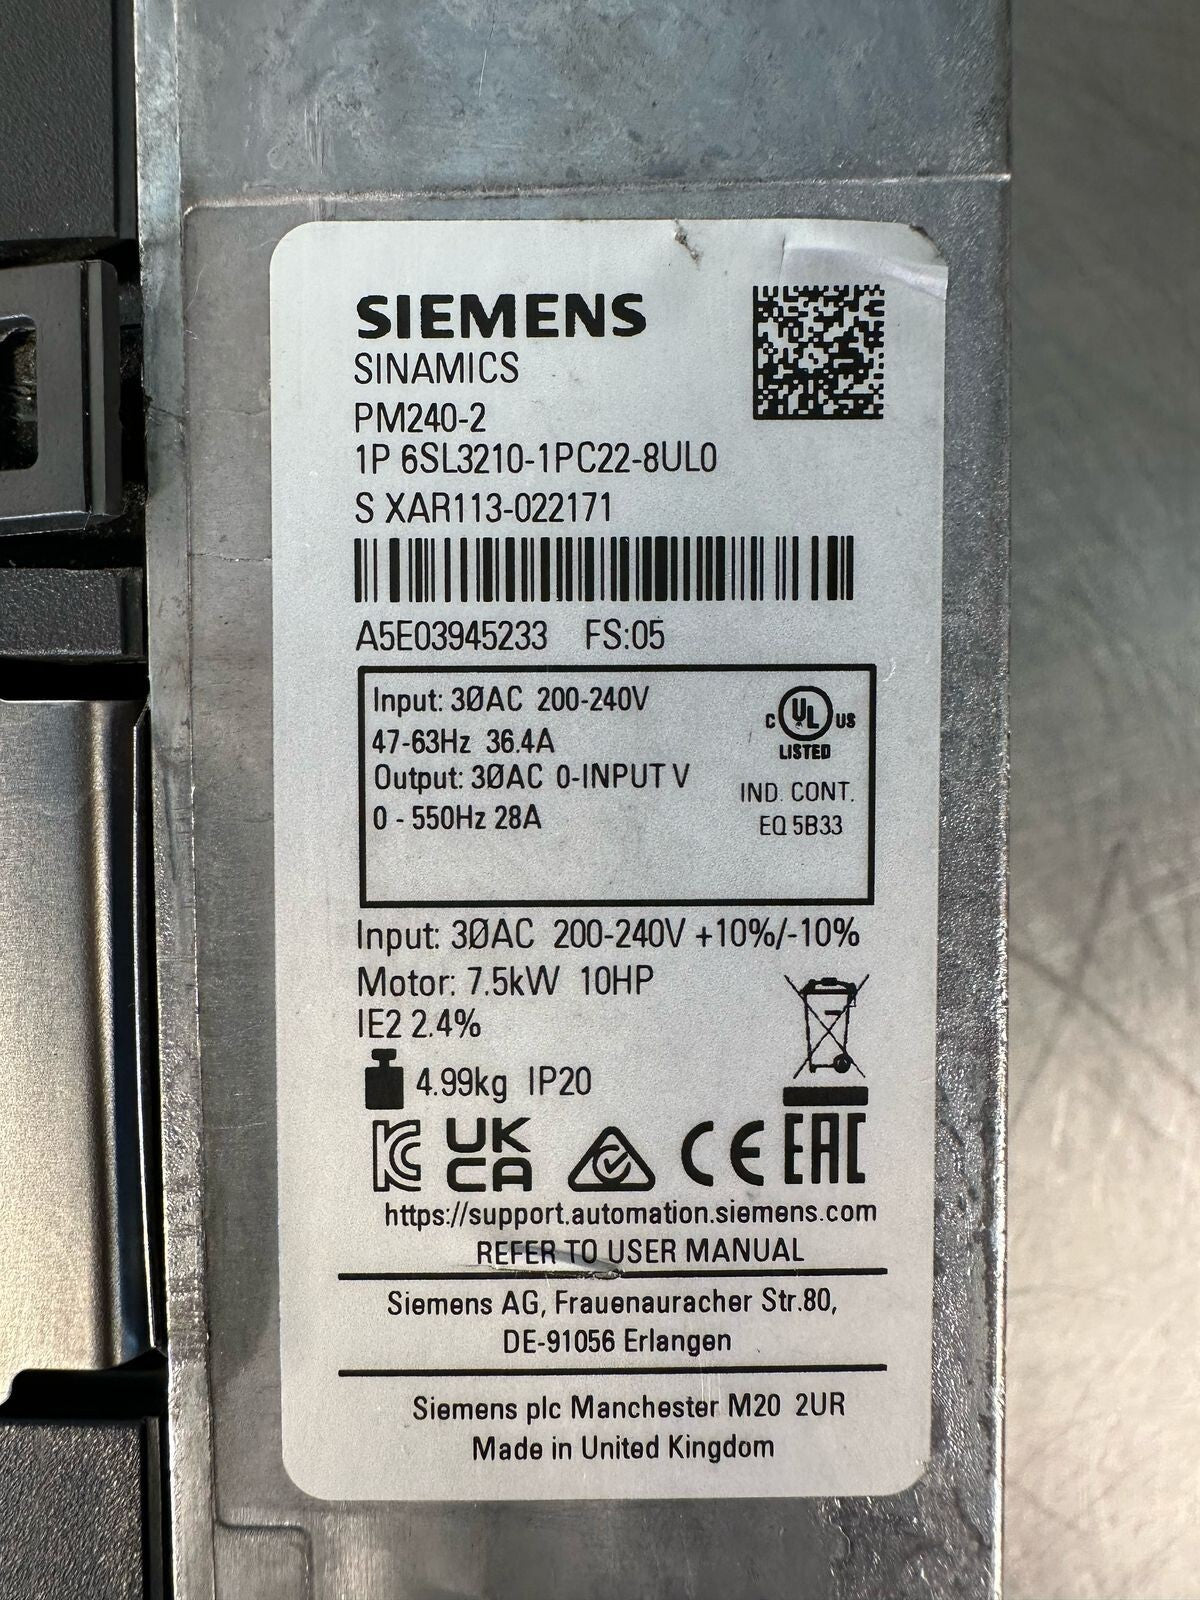 SIEMENS
SINAMICS
PM240-2
1P 6SL3210-1PC22-8UL0
S XAR113-022171
A5E03945233 FS:05
Input: 3ØAC 200-240V
47-63Hz 36.4A
Output: 3ØAC 0-INPUT V
0 - 550Hz 28A
C UL US
LISTED
IND. CONT.
EQ 5B33
Input: 3ØAC 200-240V +10%/-10%
Motor: 7.5kW 10HP
IE2 2.4%
4.99kg IP20
KC UK CA CE EAC
https://support.automation.siemens.com
REFER TO USER MANUAL
Siemens AG, Frauenauracher Str.80,
DE-91056 Erlangen
Siemens plc Manchester M20 2UR
Made in United Kingdom